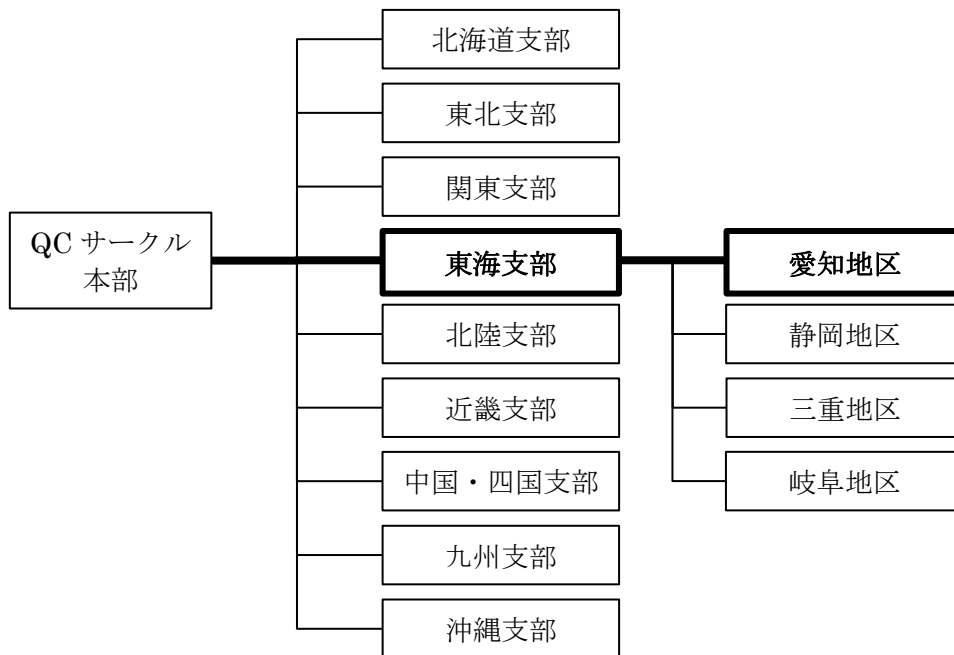 北海道支部
東北支部
関東支部
QC サークル
本部
東海支部
愛知地区
北陸支部
静岡地区
近畿支部
三重地区
中国・四国支部
岐阜地区
九州支部
沖縄支部